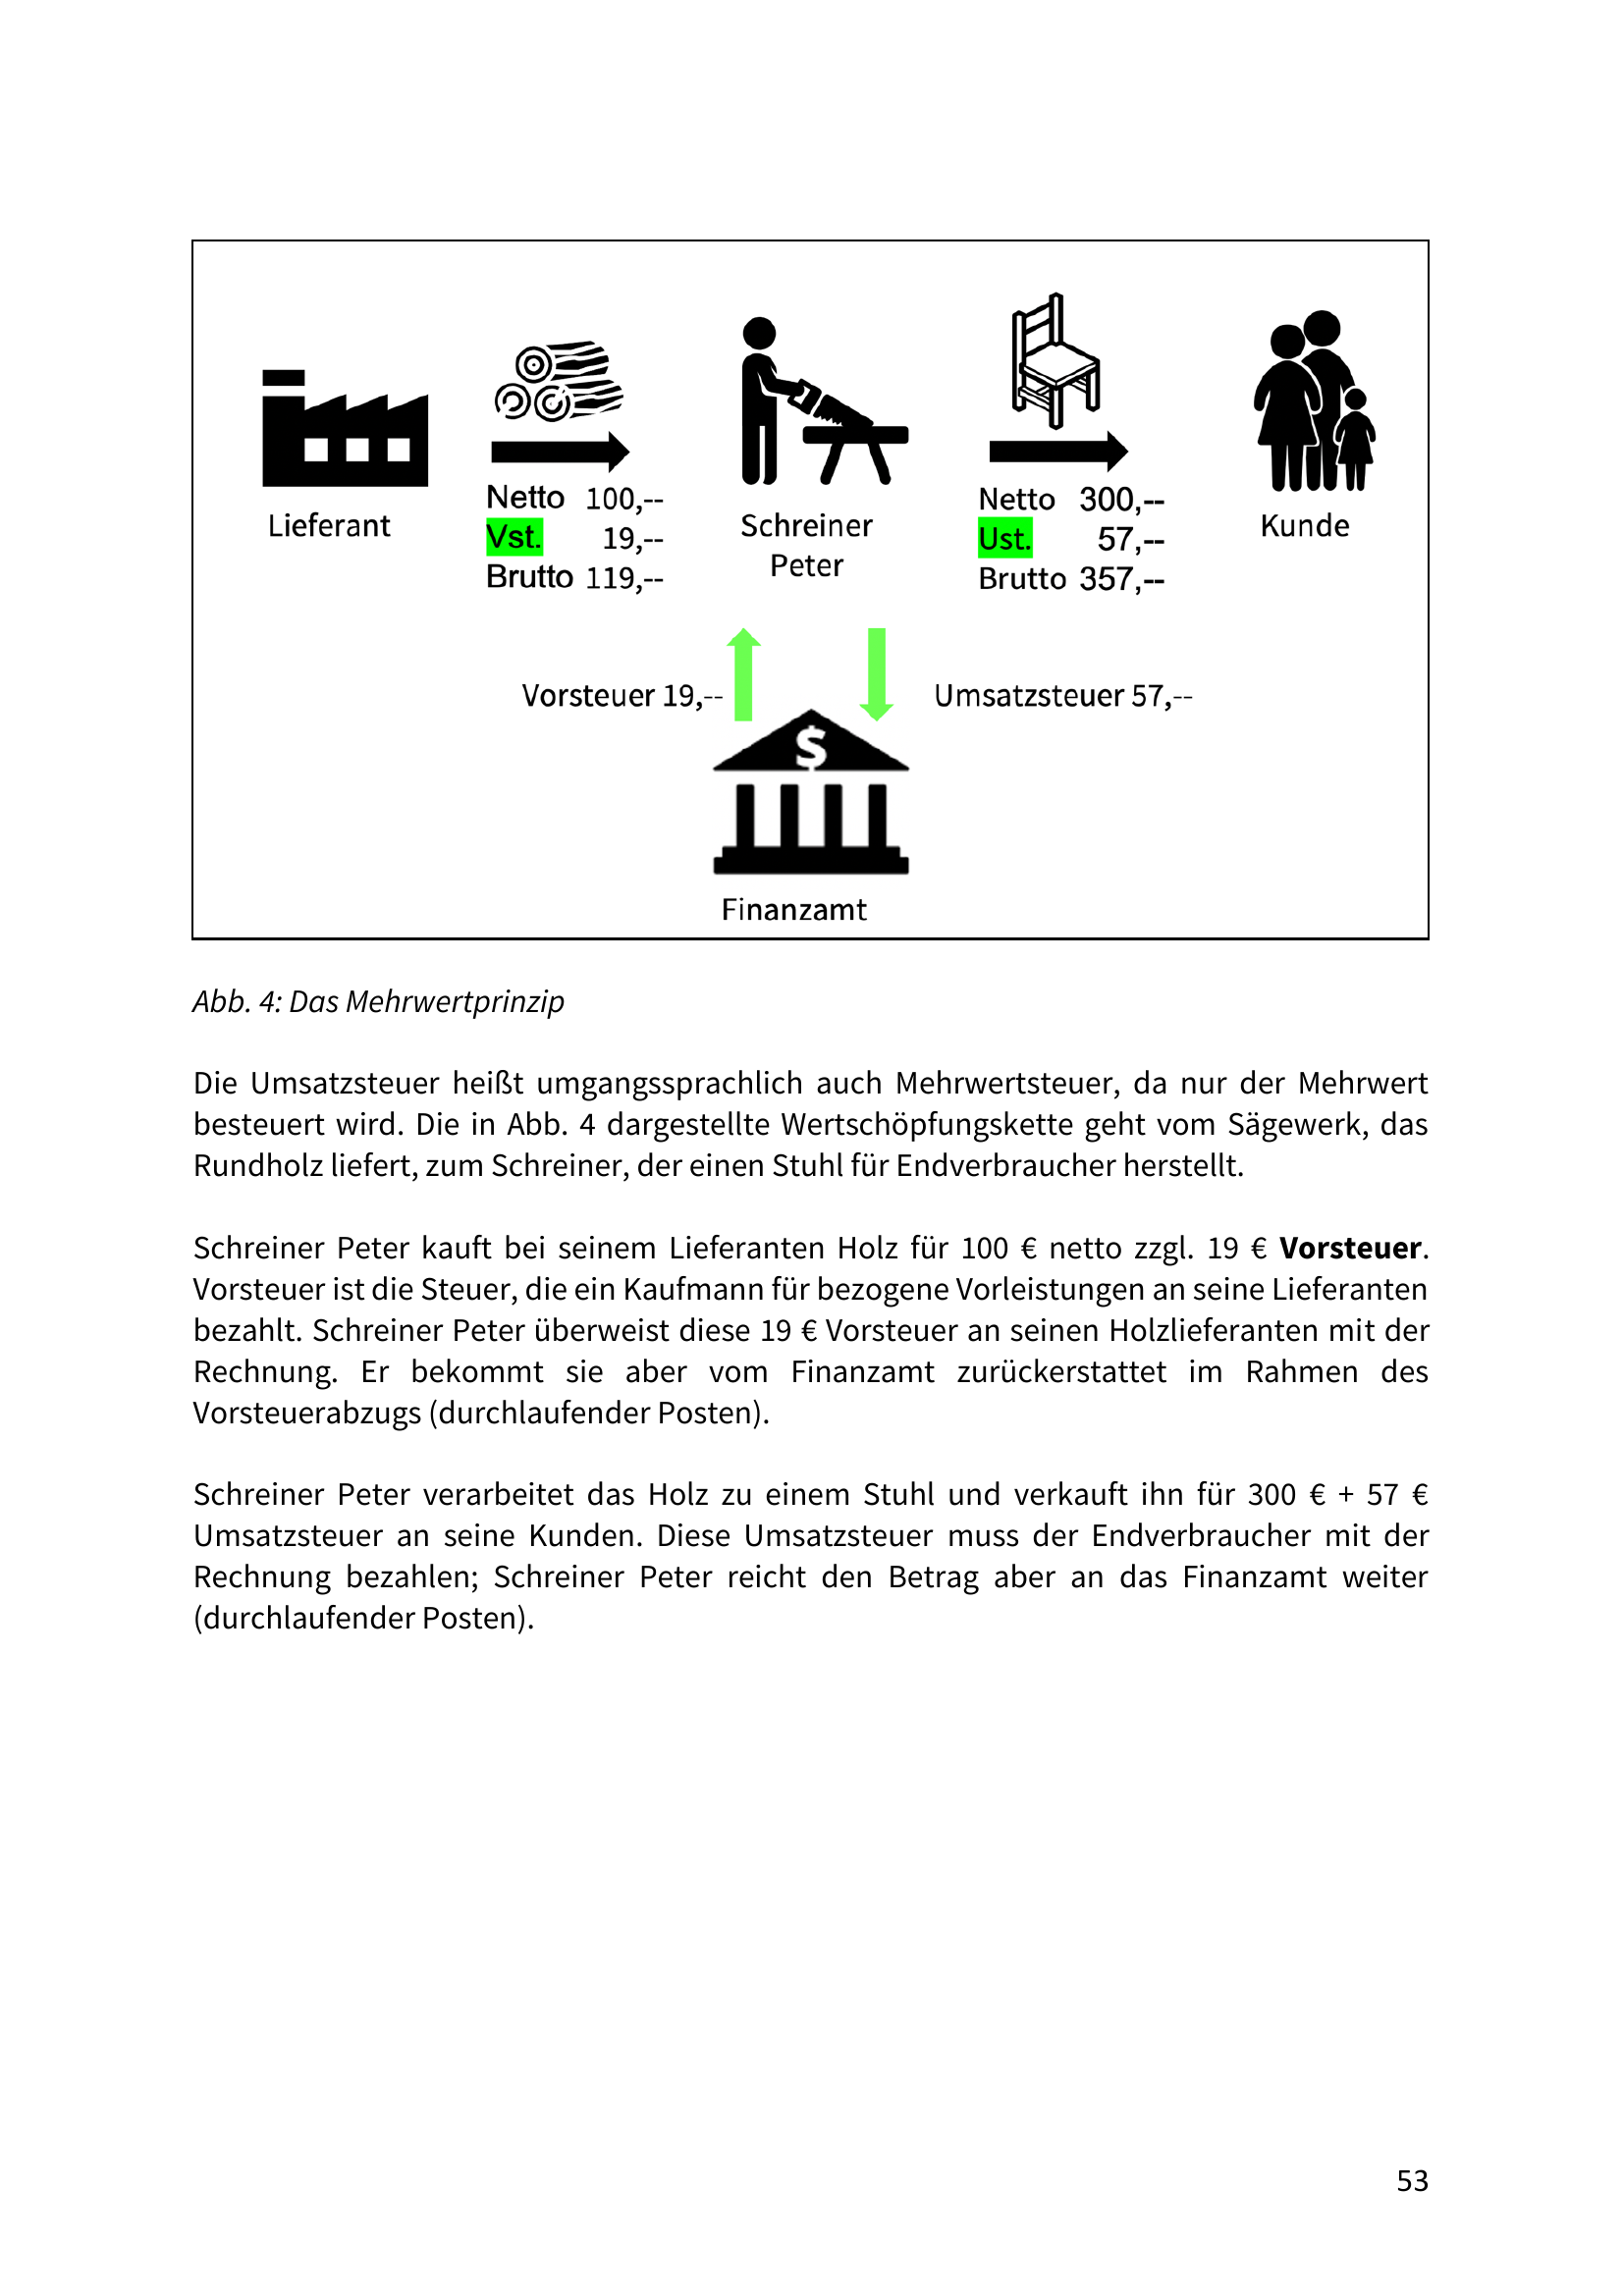 Netto 100,--
Vst. 19,--
Brutto 119,--
Netto 300,--
Ust. 57,--
Brutto 357,--
Lieferant
Schreiner
Peter
Kunde
Vorsteuer 19,--
Umsatzsteuer 57,--
$
Finanzamt
Abb. 4: Das Mehrwertprinzip
Die Umsatzsteuer heißt umgangssprachlich auch Mehrwertsteuer, da nur der Mehrwert
besteuert wird. Die in Abb. 4 dargestellte Wertschöpfungskette geht vom Sägewerk, das
Rundholz liefert, zum Schreiner, der einen Stuhl für Endverbraucher herstellt.
Schreiner Peter kauft bei seinem Lieferanten Holz für 100 € netto zzgl. 19 € Vorsteuer.
Vorsteuer ist die Steuer, die ein Kaufmann für bezogene Vorleistungen an seine Lieferanten
bezahlt. Schreiner Peter überweist diese 19 € Vorsteuer an seinen Holzlieferanten mit der
Rechnung. Er bekommt sie aber vom Finanzamt zurückerstattet im Rahmen des
Vorsteuerabzugs (durchlaufender Posten).
Schreiner Peter verarbeitet das Holz zu einem Stuhl und verkauft ihn für 300 € + 57 €
Umsatzsteuer an seine Kunden. Diese Umsatzsteuer muss der Endverbraucher mit der
Rechnung bezahlen; Schreiner Peter reicht den Betrag aber an das Finanzamt weiter
(durchlaufender Posten).
53